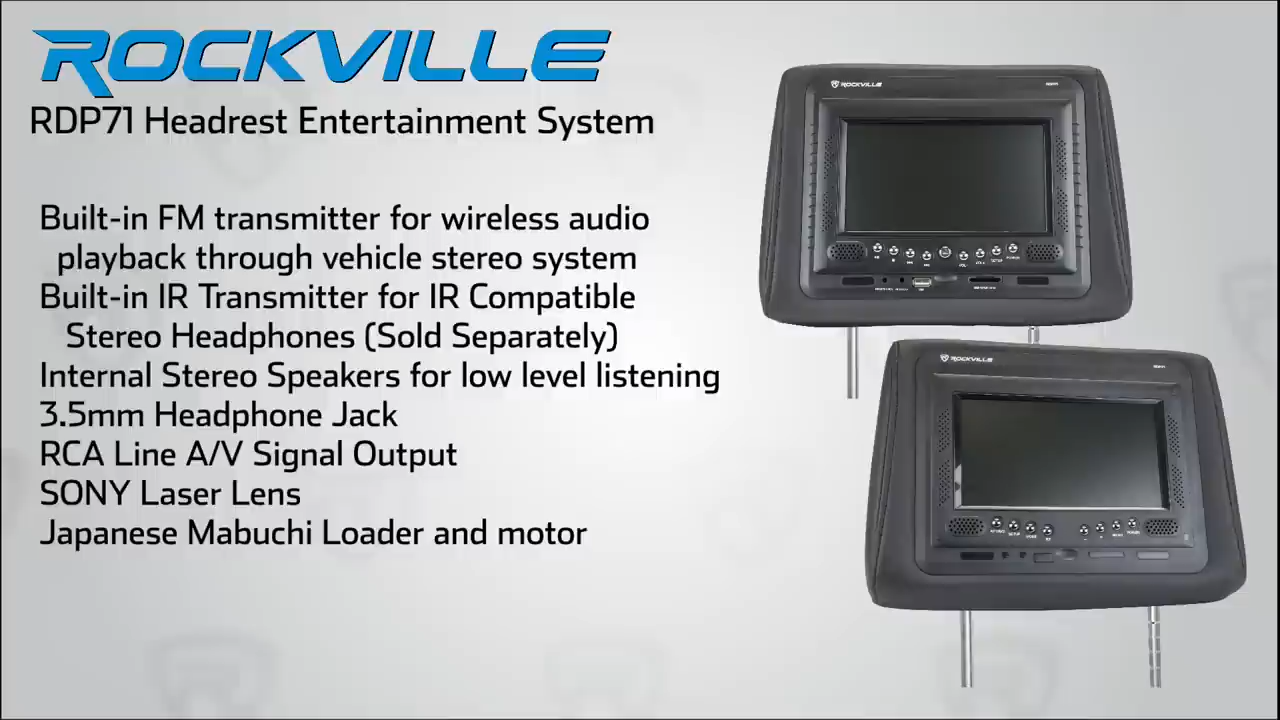 ROCKVILLE
RDP71 Headrest Entertainment System
Built-in FM transmitter for wireless audio
playback through vehicle stereo system
Built-in IR Transmitter for IR Compatible
Stereo Headphones (Sold Separately)
Internal Stereo Speakers for low level listening
3.5mm Headphone Jack
RCA Line A/V Signal Output
SONY Laser Lens
Japanese Mabuchi Loader and motor
ROCKVILLE
ROCKVILLE